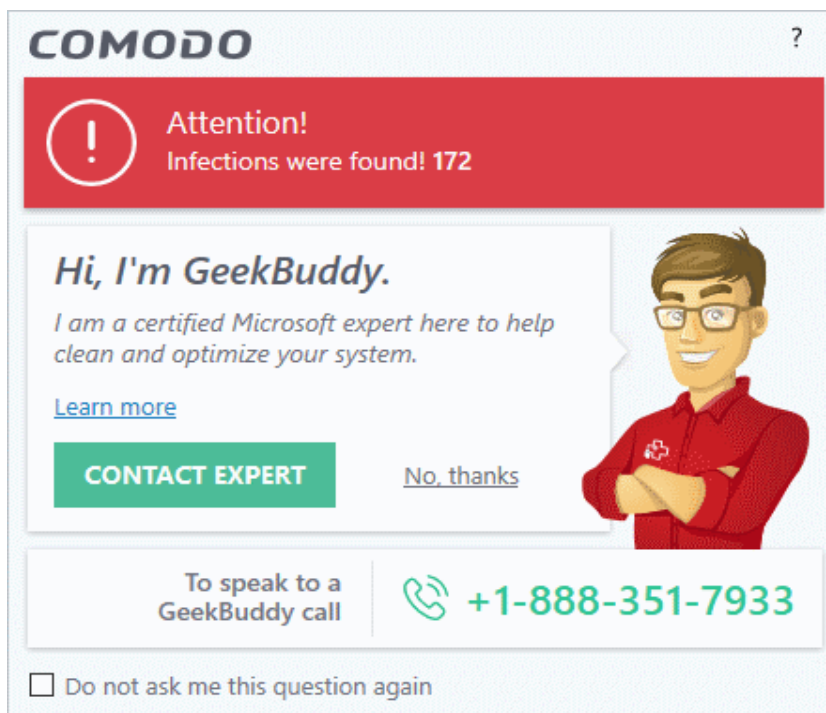 COMODO
?
Attention!
Infections were found! 172
Hi, I'm GeekBuddy.
I am a certified Microsoft expert here to help
clean and optimize your system.
Learn more
CONTACT EXPERT
No, thanks
To speak to a
GeekBuddy call
+1-888-351-7933
Do not ask me this question again